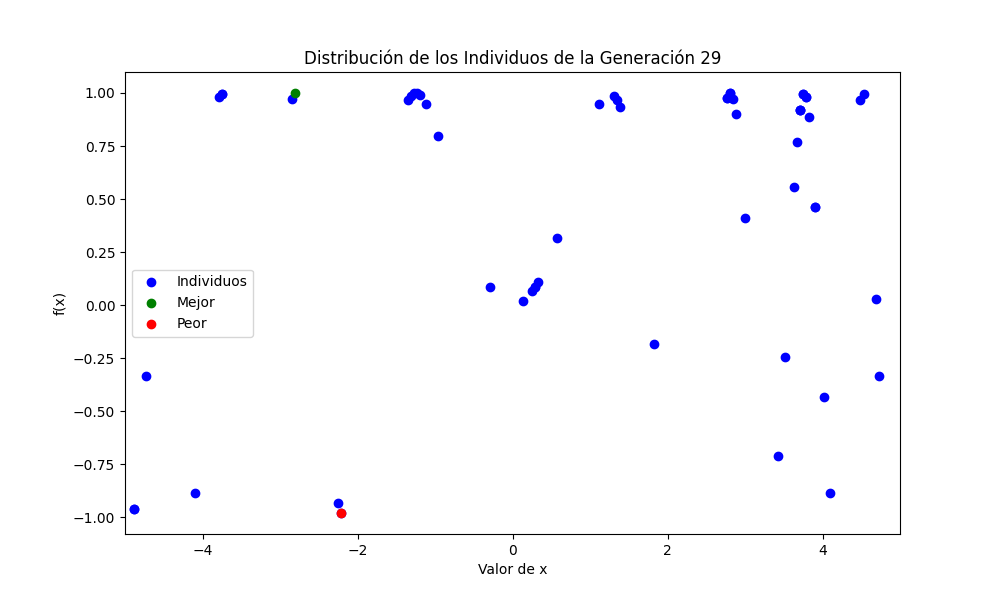 Distribución de los Individuos de la Generación 29
1.00
0.75
0.50
0.25
0.00
−0.25
−0.50
−0.75
−1.00
f(x)
Individuos
Mejor
Peor
−4
−2
0
2
4
Valor de x